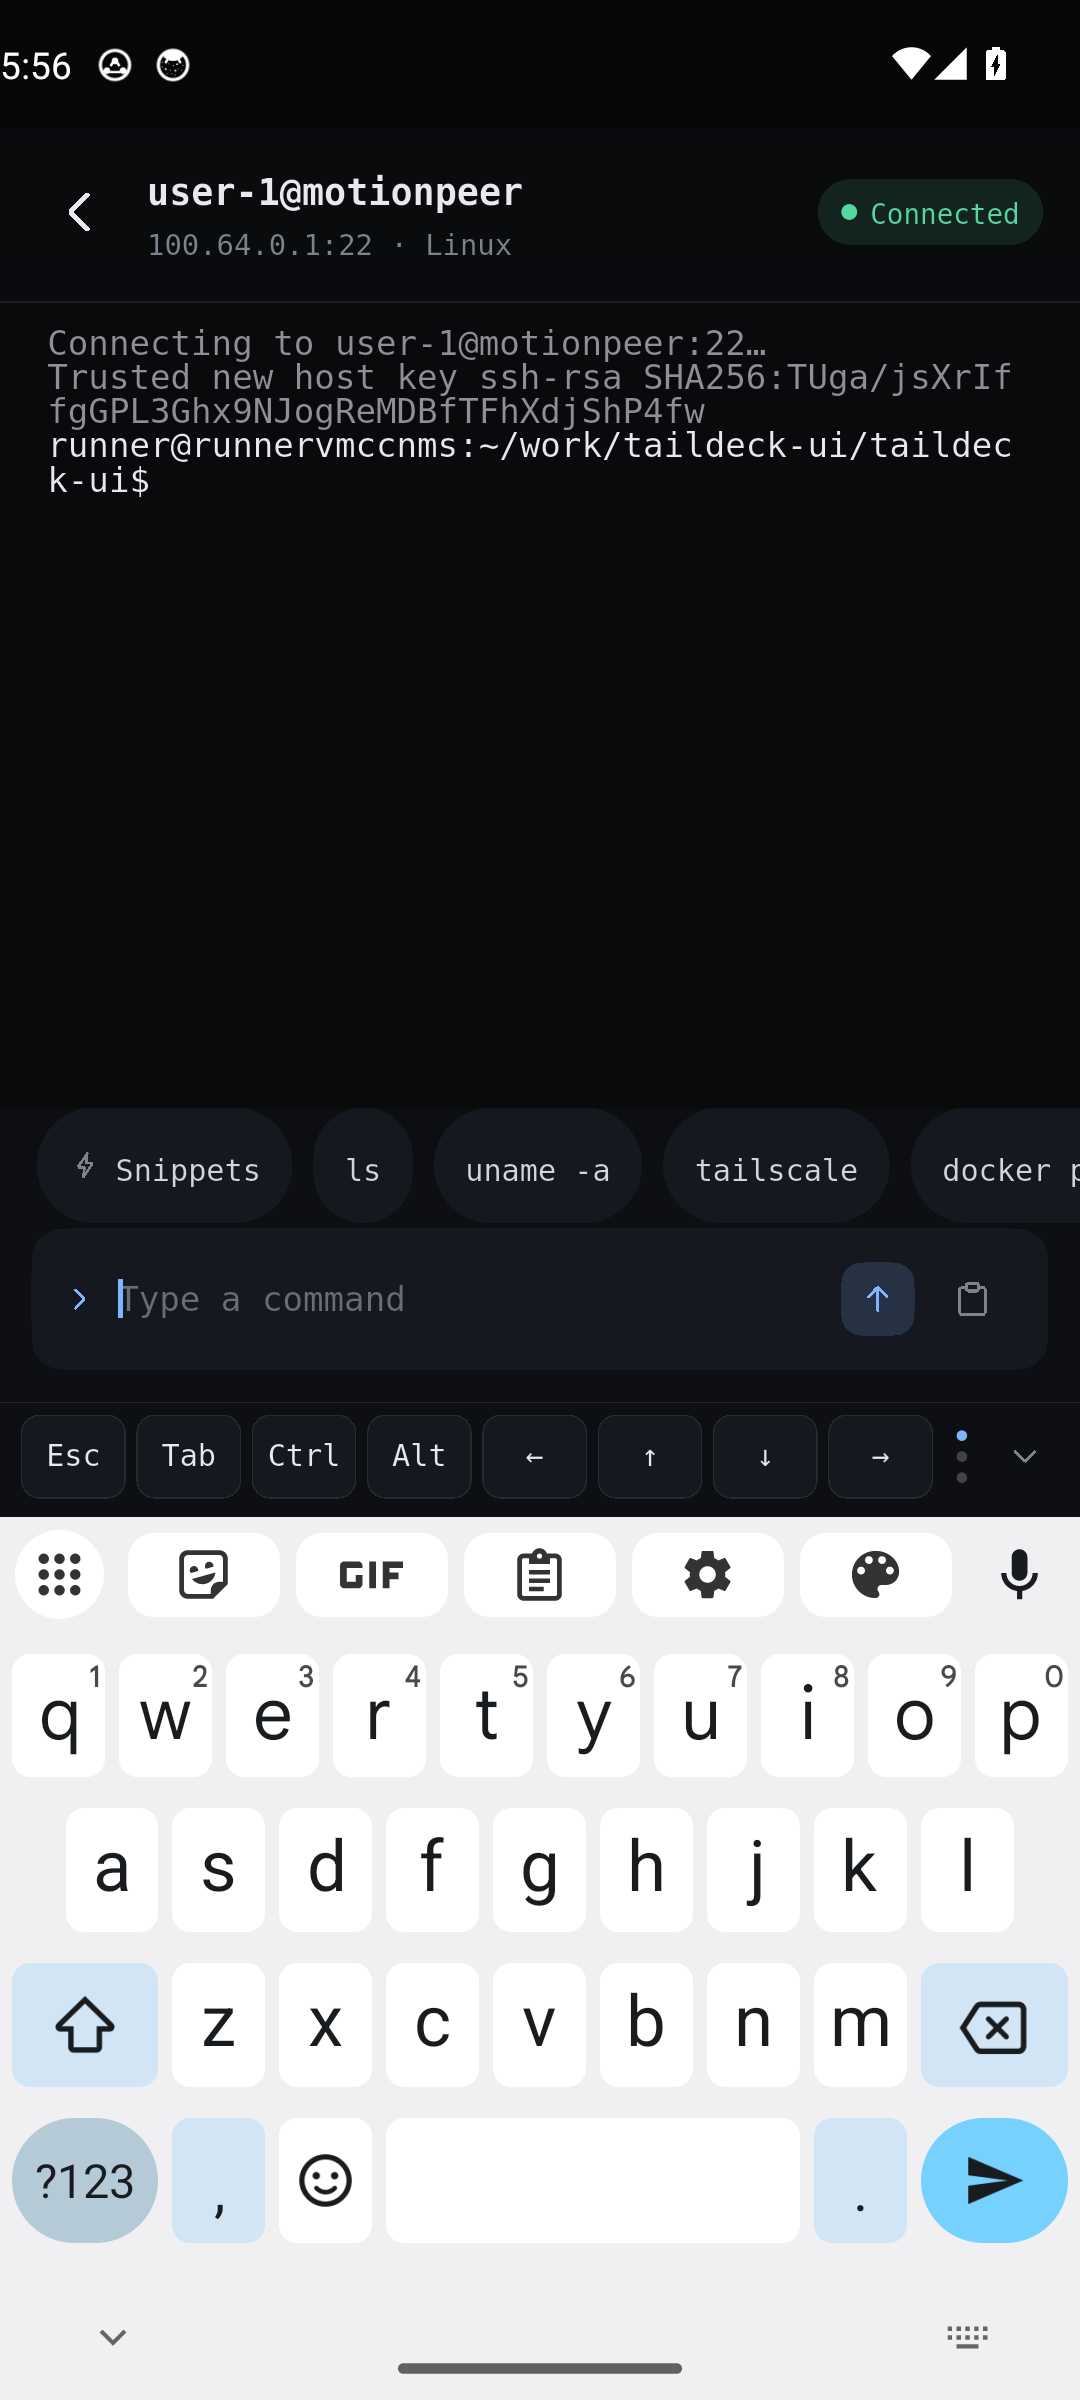 5:56
user-1@motionpeer
100.64.0.1:22 · Linux
Connected
Connecting to user-1@motionpeer:22…
Trusted new host key ssh-rsa SHA256:TUga/jsXrIf
fgGPL3Ghx9NJogReMDBfTFhXdjShP4fw
runner@runnervmccnms:~/work/taildeck-ui/taildec
k-ui$
Snippets ls uname -a tailscale docker p
Type a command
Esc Tab Ctrl Alt ← ↑ ↓ →
GIF
1 2 3 4 5 6 7 8 9 0
q w e r t y u i o p
a s d f g h j k l
z x c v b n m
?123 , .